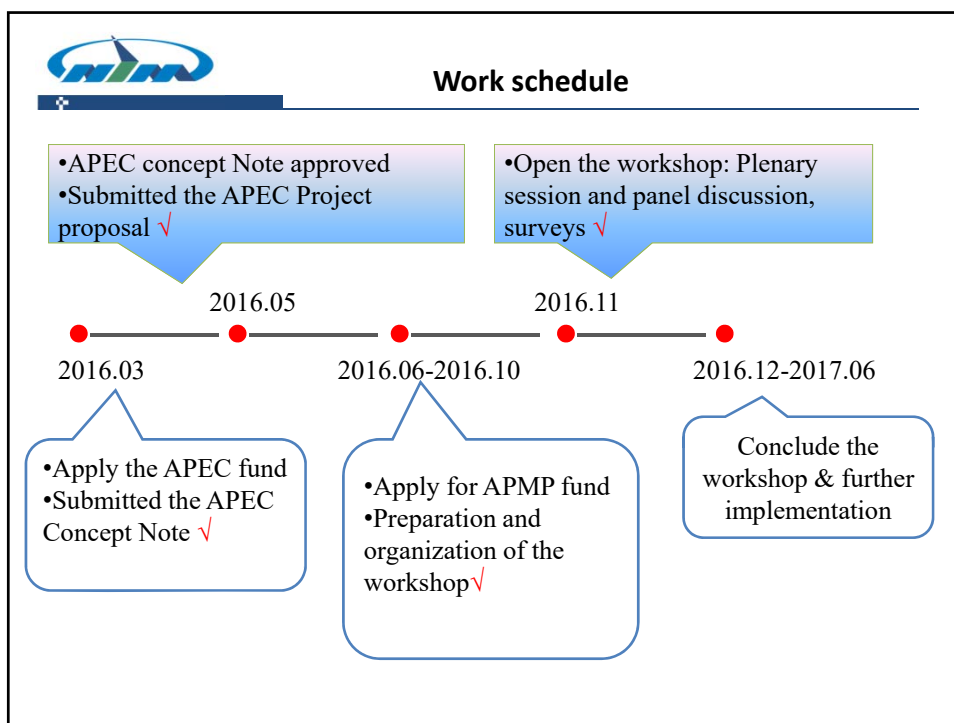 NIM
Work schedule
•APEC concept Note approved
•Submitted the APEC Project
proposal √
•Open the workshop: Plenary
session and panel discussion,
surveys √
2016.05
2016.11
2016.03
2016.06-2016.10
2016.12-2017.06
•Apply the APEC fund
•Submitted the APEC
Concept Note √
•Apply for APMP fund
•Preparation and
organization of the
workshop√
Conclude the
workshop & further
implementation